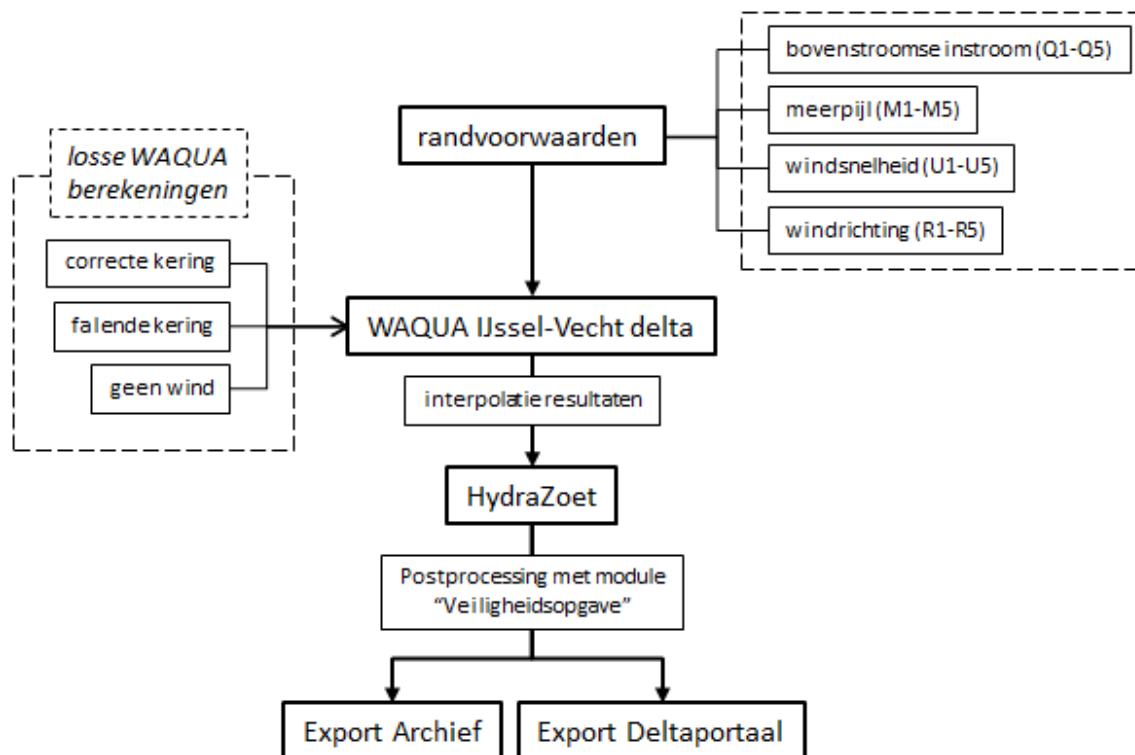 bovenstroomse instroom (Q1-Q5)
meerpijl (M1-M5)
randvoorwaarden
windsnelheid (U1-U5)
windrichting (R1-R5)
losse WAQUA
berekeningen
correcte kering
falende kering
geen wind
WAQUA IJssel-Vecht delta
interpolatie resultaten
HydraZoet
Postprocessing met module
“Veiligheidsopgave”
Export Archief
Export Deltaportaal